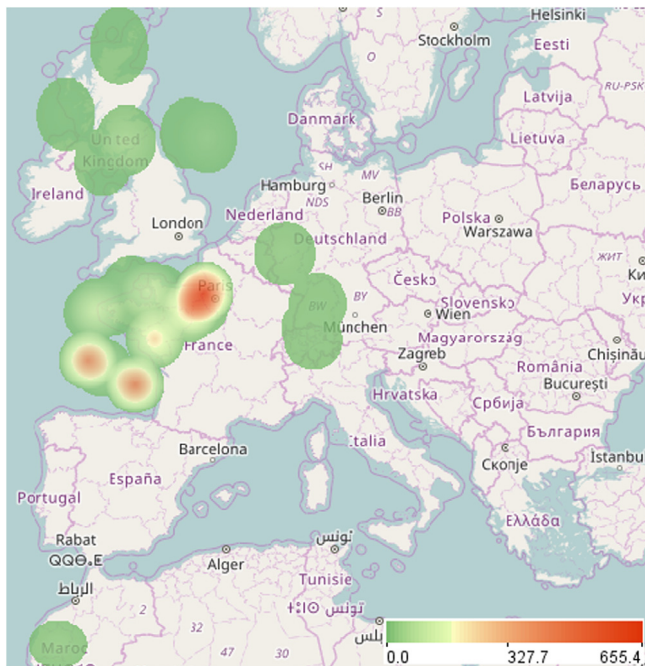 Helsinki
Stockholm
Ö
S
Eesti
RU-PSK
Latvija
Danmark
Lietuva
United
Kingdom
SH
MV
Беларусь
Ireland
Hamburg
NDS
Berlin
BB
Polska
Nederland
Warszawa
London
Deutschland
ЖИТ
Česko
Paris
BW
BY
Slovensko
Wien
München
France
Magyarország
Chișinău
Zagreb
România
București
Hrvatska
Србија
България
Barcelona
Italia
Скопје
Istanbu
España
Portugal
Ελλάδα
Rabat
ⵕⵕⴱⴰⵟ
الرباط
Alger
تونس
Tunisie
2
32
47
30
Maroc
0.0
327.7
655.4